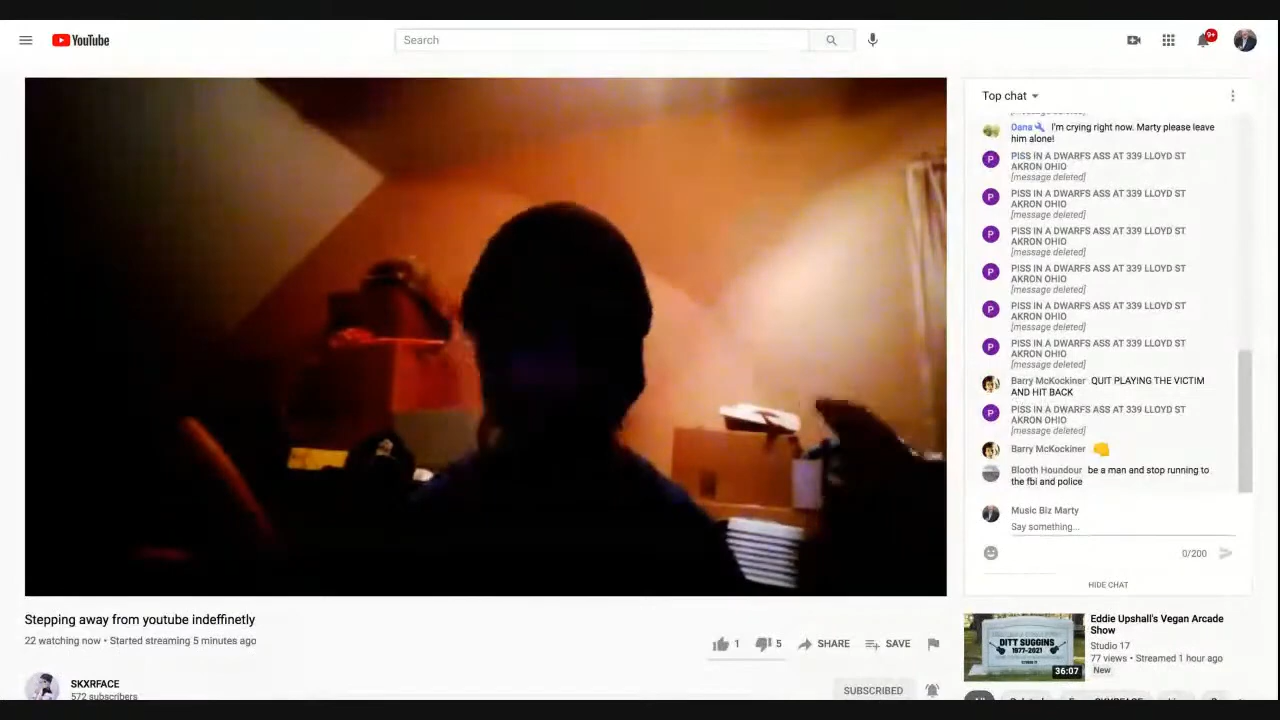 YouTube
Search
9+
Top chat
[message deleted]
Oana I'm crying right now. Marty please leave
him alone!
P PISS IN A DWARFS ASS AT 339 LLOYD ST
AKRON OHIO
[message deleted]
P PISS IN A DWARFS ASS AT 339 LLOYD ST
AKRON OHIO
[message deleted]
P PISS IN A DWARFS ASS AT 339 LLOYD ST
AKRON OHIO
[message deleted]
P PISS IN A DWARFS ASS AT 339 LLOYD ST
AKRON OHIO
[message deleted]
P PISS IN A DWARFS ASS AT 339 LLOYD ST
AKRON OHIO
[message deleted]
P PISS IN A DWARFS ASS AT 339 LLOYD ST
AKRON OHIO
[message deleted]
Barry McKockiner QUIT PLAYING THE VICTIM
AND HIT BACK
P PISS IN A DWARFS ASS AT 339 LLOYD ST
AKRON OHIO
[message deleted]
Barry McKockiner
Blooth Houndour be a man and stop running to
the fbi and police
Music Biz Marty
Say something...
0/200
HIDE CHAT
Stepping away from youtube indeffinetly
22 watching now • Started streaming 5 minutes ago
1
5
SHARE
SAVE
SKXRFACE
572 subscribers
SUBSCRIBED
DITT SUGGINS
1977-2021
36:07
Eddie Upshall's Vegan Arcade
Show
Studio 17
77 views • Streamed 1 hour ago
New